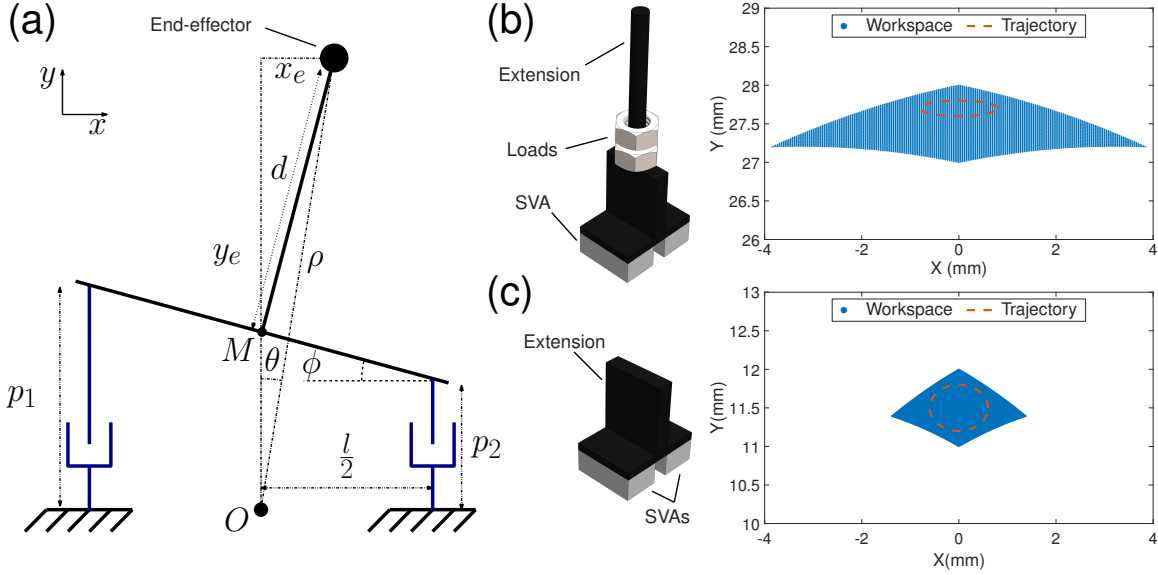 (a)
End-effector
x_e
y
x
d
y_e
ρ
M
θ
ϕ
p_1
p_2
l
2
O
(b)
Extension
Loads
SVA
Workspace
Trajectory
29
28.5
28
27.5
27
26.5
26
Y (mm)
-4
-2
0
2
4
X (mm)
(c)
Extension
SVAs
Workspace
Trajectory
13
12.5
12
11.5
11
10.5
10
Y(mm)
-4
-2
0
2
4
X(mm)